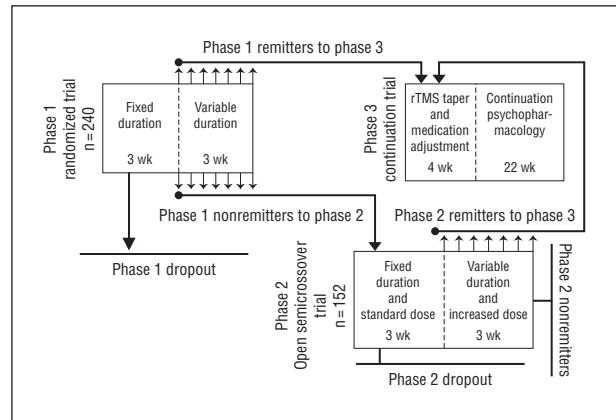 Phase 1 remitters to phase 3
Phase 1
randomized trial
n = 240
Fixed
duration
3 wk
Variable
duration
3 wk
Phase 3
continuation trial
rTMS taper
and
medication
adjustment
4 wk
Continuation
psychophar-
macology
22 wk
Phase 1 nonremitters to phase 2
Phase 2 remitters to phase 3
Phase 1 dropout
Phase 2
Open semicrossover
trial
n = 152
Fixed
duration
and
standard dose
3 wk
Variable
duration
and
increased dose
3 wk
Phase 2 nonremitters
Phase 2 dropout